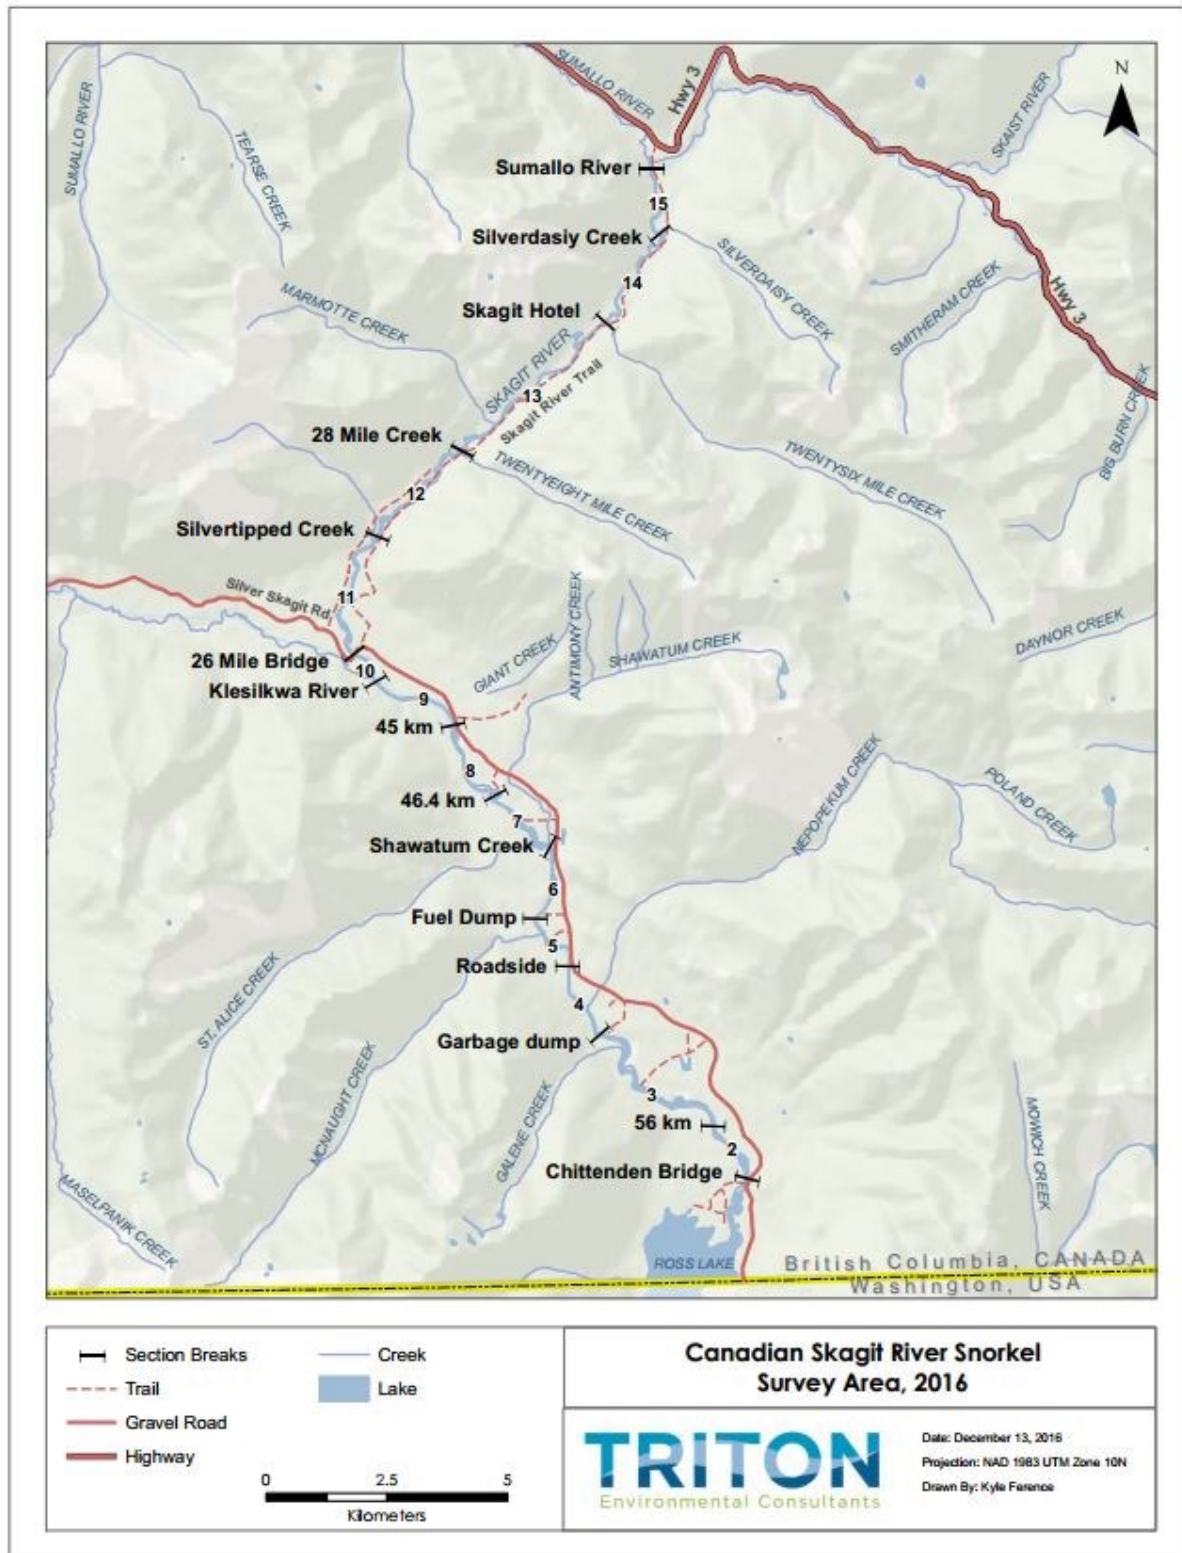 N
SUMALLO RIVER
Hwy 3
SKAIST RIVER
SUMALLO RIVER
TEARSE CREEK
Sumallo River
15
Silverdasiy Creek
SILVERDAISY CREEK
14
MARMOTTE CREEK
Skagit Hotel
SMITHERAM CREEK
Hwy 3
SKAGIT RIVER
13
Skagit River Trail
BIG BURN CREEK
28 Mile Creek
TWENTYEIGHT MILE CREEK
TWENTYSIX MILE CREEK
12
Silvertipped Creek
11
Silver Skagit Rd
ANTIMONY CREEK
GIANT CREEK
SHAWATUM CREEK
DAYNOR CREEK
26 Mile Bridge
10
Klesilkwa River
9
45 km
8
46.4 km
NEPOPEKUM CREEK
POLAND CREEK
7
Shawatum Creek
6
Fuel Dump
5
Roadside
ST. ALICE CREEK
4
Garbage dump
MCNAUGHT CREEK
GALENE CREEK
3
56 km
MOWICH CREEK
2
Chittenden Bridge
MASELPANIK CREEK
ROSS LAKE
British Columbia, CANADA
Washington, USA
Section Breaks
Trail
Gravel Road
Highway
Creek
Lake
0 2.5 5
Kilometers
Canadian Skagit River Snorkel
Survey Area, 2016
TRITON
Environmental Consultants
Date: December 13, 2016
Projection: NAD 1983 UTM Zone 10N
Drawn By: Kyle Ference